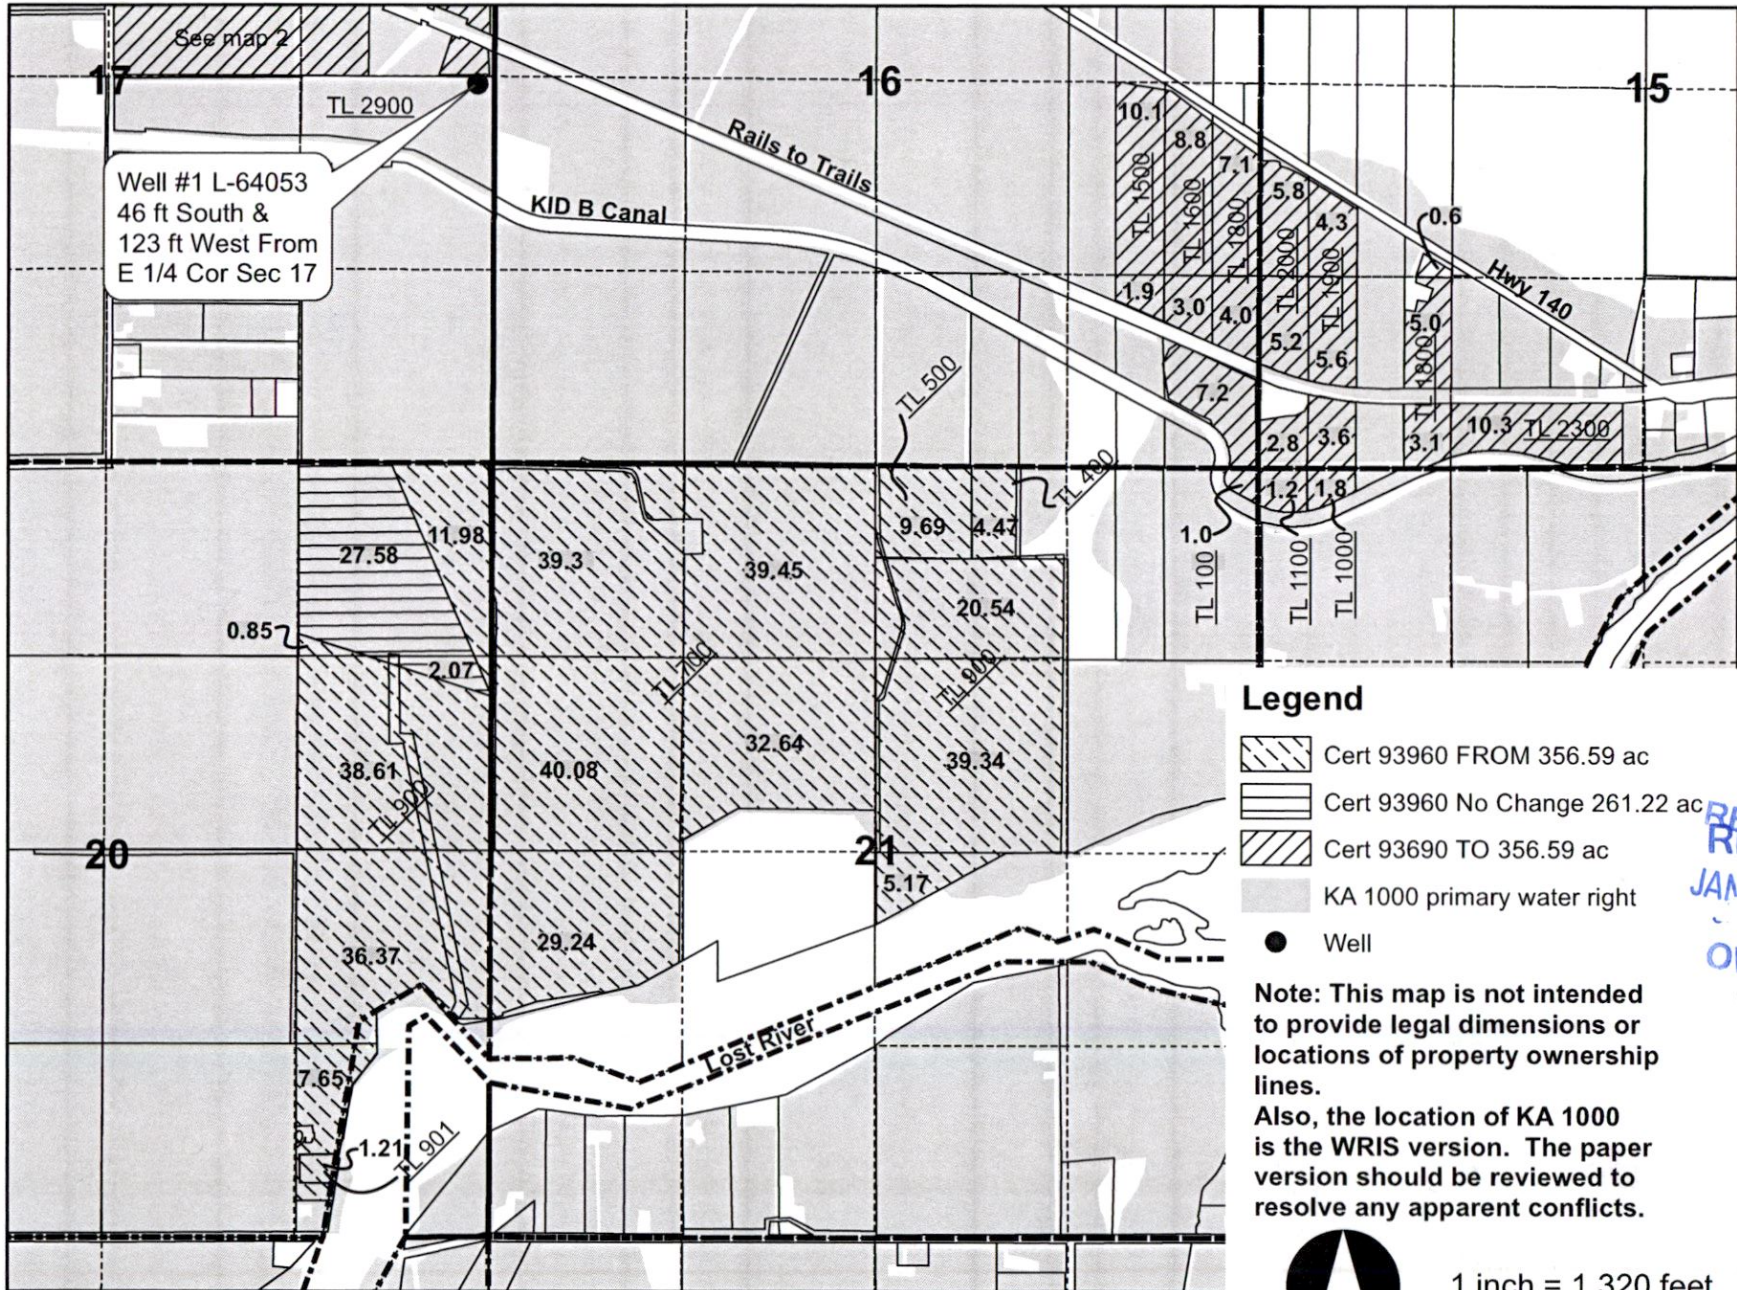 See map 2
17
16
15
TL 2900
Well #1 L-64053
46 ft South &
123 ft West From
E 1/4 Cor Sec 17
Rails to Trails
KID B Canal
Hwy 140
10.1
8.8
7.1
5.8
4.3
0.6
TL 1500
TL 1600
TL 1800
TL 2000
TL 1900
1.9
3.0
4.0
5.2
5.6
5.0
TL 1800
7.2
2.8
3.6
3.1
10.3
TL 2300
TL 500
TL 400
9.69
4.47
1.0
1.2
1.8
TL 100
TL 1100
TL 1000
27.58
11.98
39.3
39.45
20.54
0.85
2.07
TL 700
TL 900
38.61
40.08
32.64
39.34
TL 900
20
21
5.17
36.37
29.24
Lost River
7.65
1.21
TL 901
Legend
Cert 93960 FROM 356.59 ac
Cert 93960 No Change 261.22 ac
Cert 93690 TO 356.59 ac
KA 1000 primary water right
Well
Note: This map is not intended
to provide legal dimensions or
locations of property ownership
lines.
Also, the location of KA 1000
is the WRIS version. The paper
version should be reviewed to
resolve any apparent conflicts.
1 inch = 1,320 feet